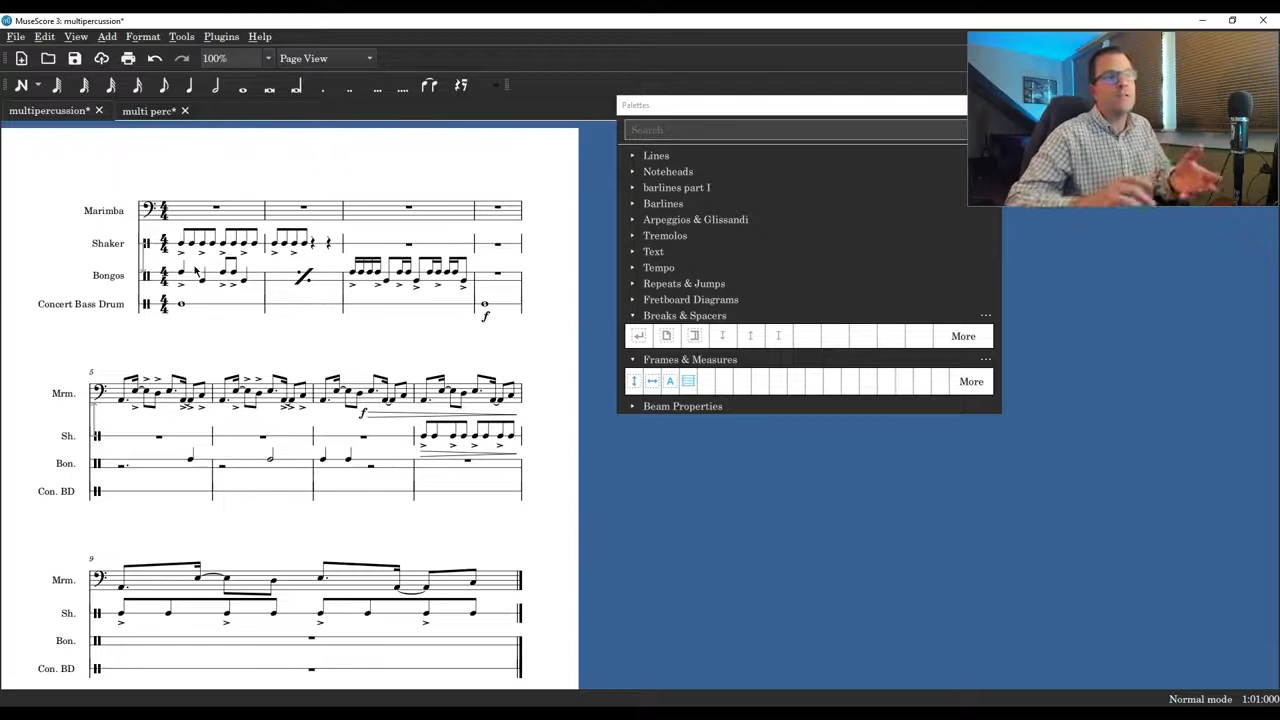 MuseScore 3: multipercussion*
File Edit View Add Format Tools Plugins Help
100% Page View
multipercussion* multi perc*
Palettes
Search
Lines
Noteheads
barlines part I
Barlines
Arpeggios & Glissandi
Tremolos
Text
Tempo
Repeats & Jumps
Fretboard Diagrams
Breaks & Spacers
More
Frames & Measures
More
Beam Properties
Marimba
Shaker
Bongos
Concert Bass Drum
f
5
Mrm.
f
Sh.
Bon.
Con. BD
9
Mrm.
Sh.
Bon.
Con. BD
Normal mode 1:01:000